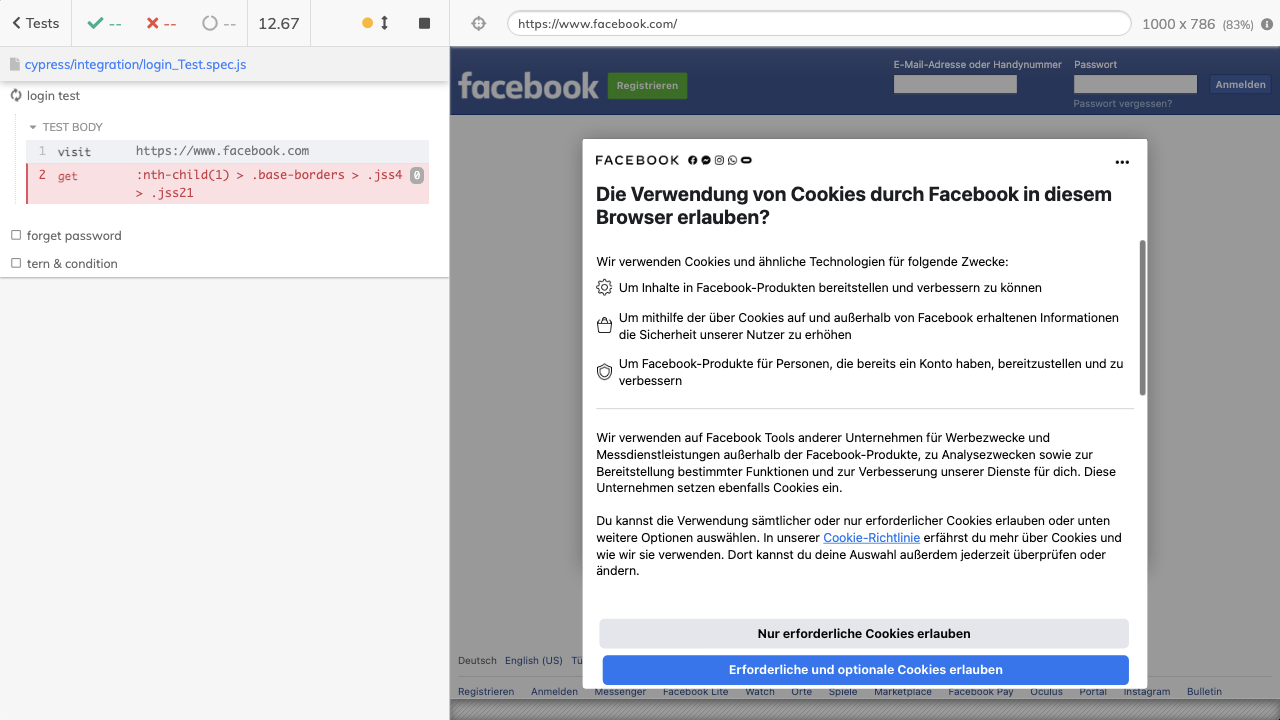 Tests
--
--
--
12.67
https://www.facebook.com/
1000 x 786 (83%)
cypress/integration/login_Test.spec.js
login test
TEST BODY
1 visit https://www.facebook.com
2 get :nth-child(1) > .base-borders > .jss4 0
> .jss21
forget password
tern & condition
facebook
Registrieren
E-Mail-Adresse oder Handynummer
Passwort
Anmelden
Passwort vergessen?
FACEBOOK
Die Verwendung von Cookies durch Facebook in diesem
Browser erlauben?
Wir verwenden Cookies und ähnliche Technologien für folgende Zwecke:
Um Inhalte in Facebook-Produkten bereitstellen und verbessern zu können
Um mithilfe der über Cookies auf und außerhalb von Facebook erhaltenen Informationen
die Sicherheit unserer Nutzer zu erhöhen
Um Facebook-Produkte für Personen, die bereits ein Konto haben, bereitzustellen und zu
verbessern
Wir verwenden auf Facebook Tools anderer Unternehmen für Werbezwecke und
Messdienstleistungen außerhalb der Facebook-Produkte, zu Analysezwecken sowie zur
Bereitstellung bestimmter Funktionen und zur Verbesserung unserer Dienste für dich. Diese
Unternehmen setzen ebenfalls Cookies ein.
Du kannst die Verwendung sämtlicher oder nur erforderlicher Cookies erlauben oder unten
weitere Optionen auswählen. In unserer Cookie-Richtlinie erfährst du mehr über Cookies und
wie wir sie verwenden. Dort kannst du deine Auswahl außerdem jederzeit überprüfen oder
ändern.
Nur erforderliche Cookies erlauben
Erforderliche und optionale Cookies erlauben
Deutsch English (US) Tü
Registrieren Anmelden Messenger Facebook Lite Watch Orte Spiele Marketplace Facebook Pay Oculus Portal Instagram Bulletin